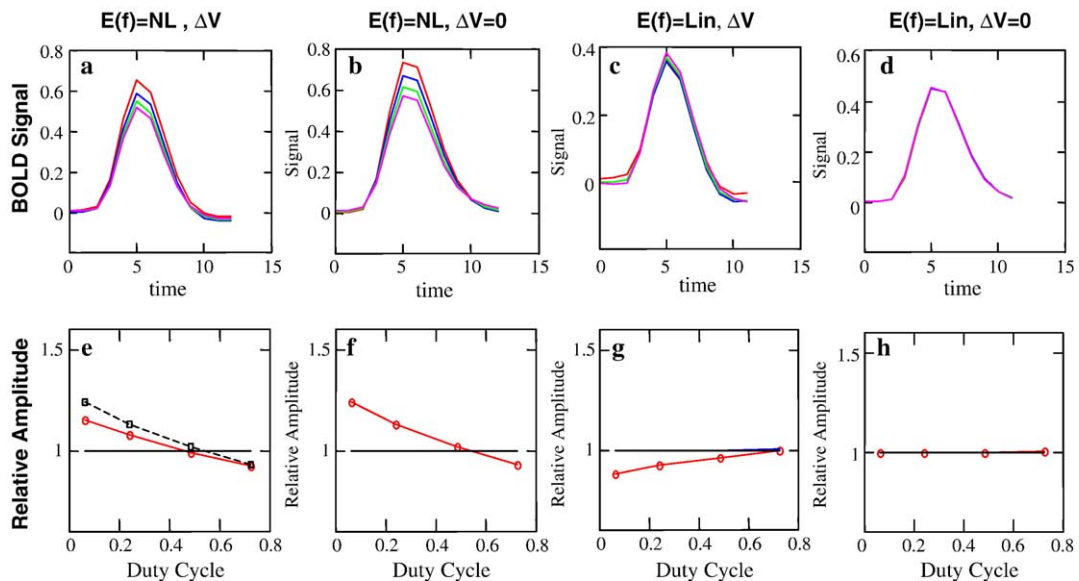 E(f)=NL , ΔV
E(f)=NL, ΔV=0
E(f)=Lin, ΔV
E(f)=Lin, ΔV=0
BOLD Signal
a
0.8
0.6
0.4
0.2
0
0 5 10 15
time
b
Signal
0.8
0.6
0.4
0.2
0
0 5 10 15
time
c
Signal
0.4
0.2
0
0 5 10 15
time
d
Signal
0.6
0.4
0.2
0
0 5 10 15
time
Relative Amplitude
e
1.5
1
0 0.2 0.4 0.6 0.8
Duty Cycle
f
Relative Amplitude
1.5
1
0 0.2 0.4 0.6 0.8
Duty Cycle
g
Relative Amplitude
1.5
1
0 0.2 0.4 0.6 0.8
Duty Cycle
h
Relative Amplitude
1.5
1
0 0.2 0.4 0.6 0.8
Duty Cycle